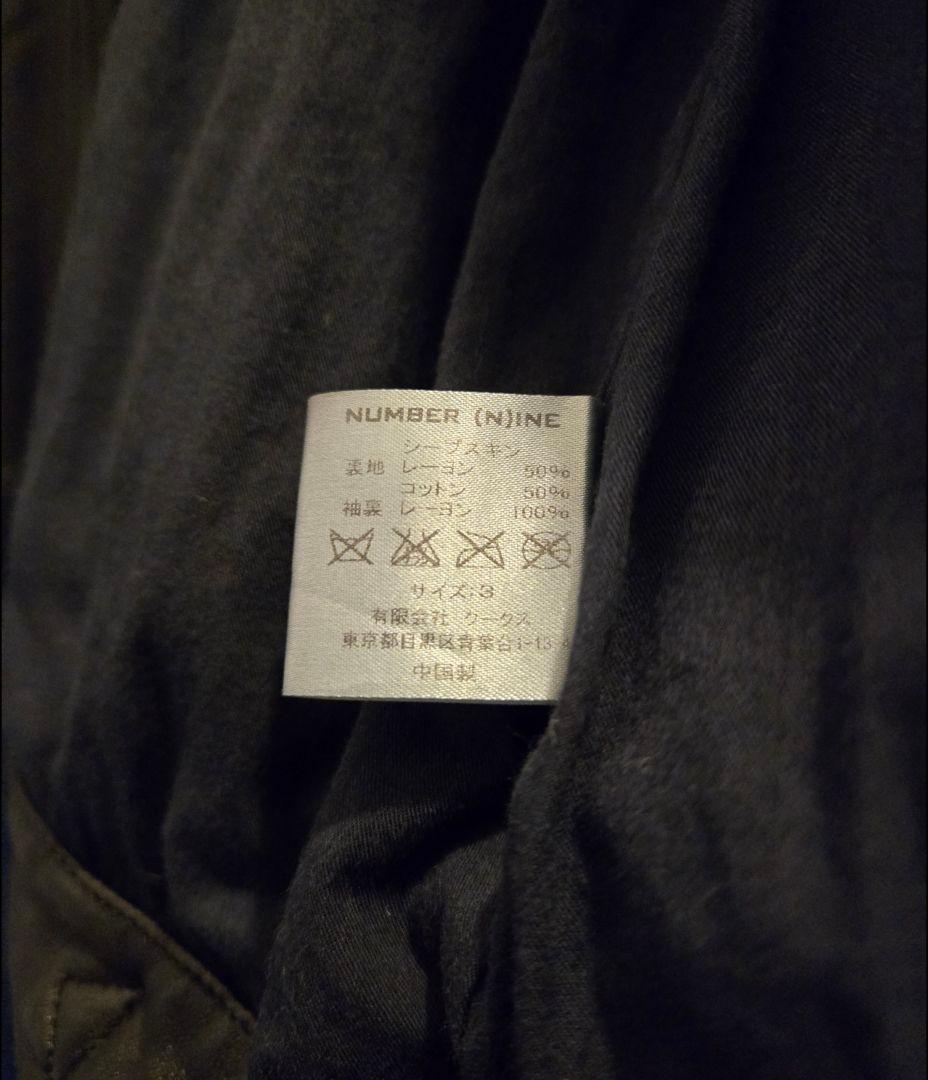 NUMBER (N)INE
シープスキン
表地 レーヨン 50%
コットン 50%
袖裏 レーヨン 100%
サイズ:3
有限会社 クークス
東京都目黒区青葉台1-13-4
中国製